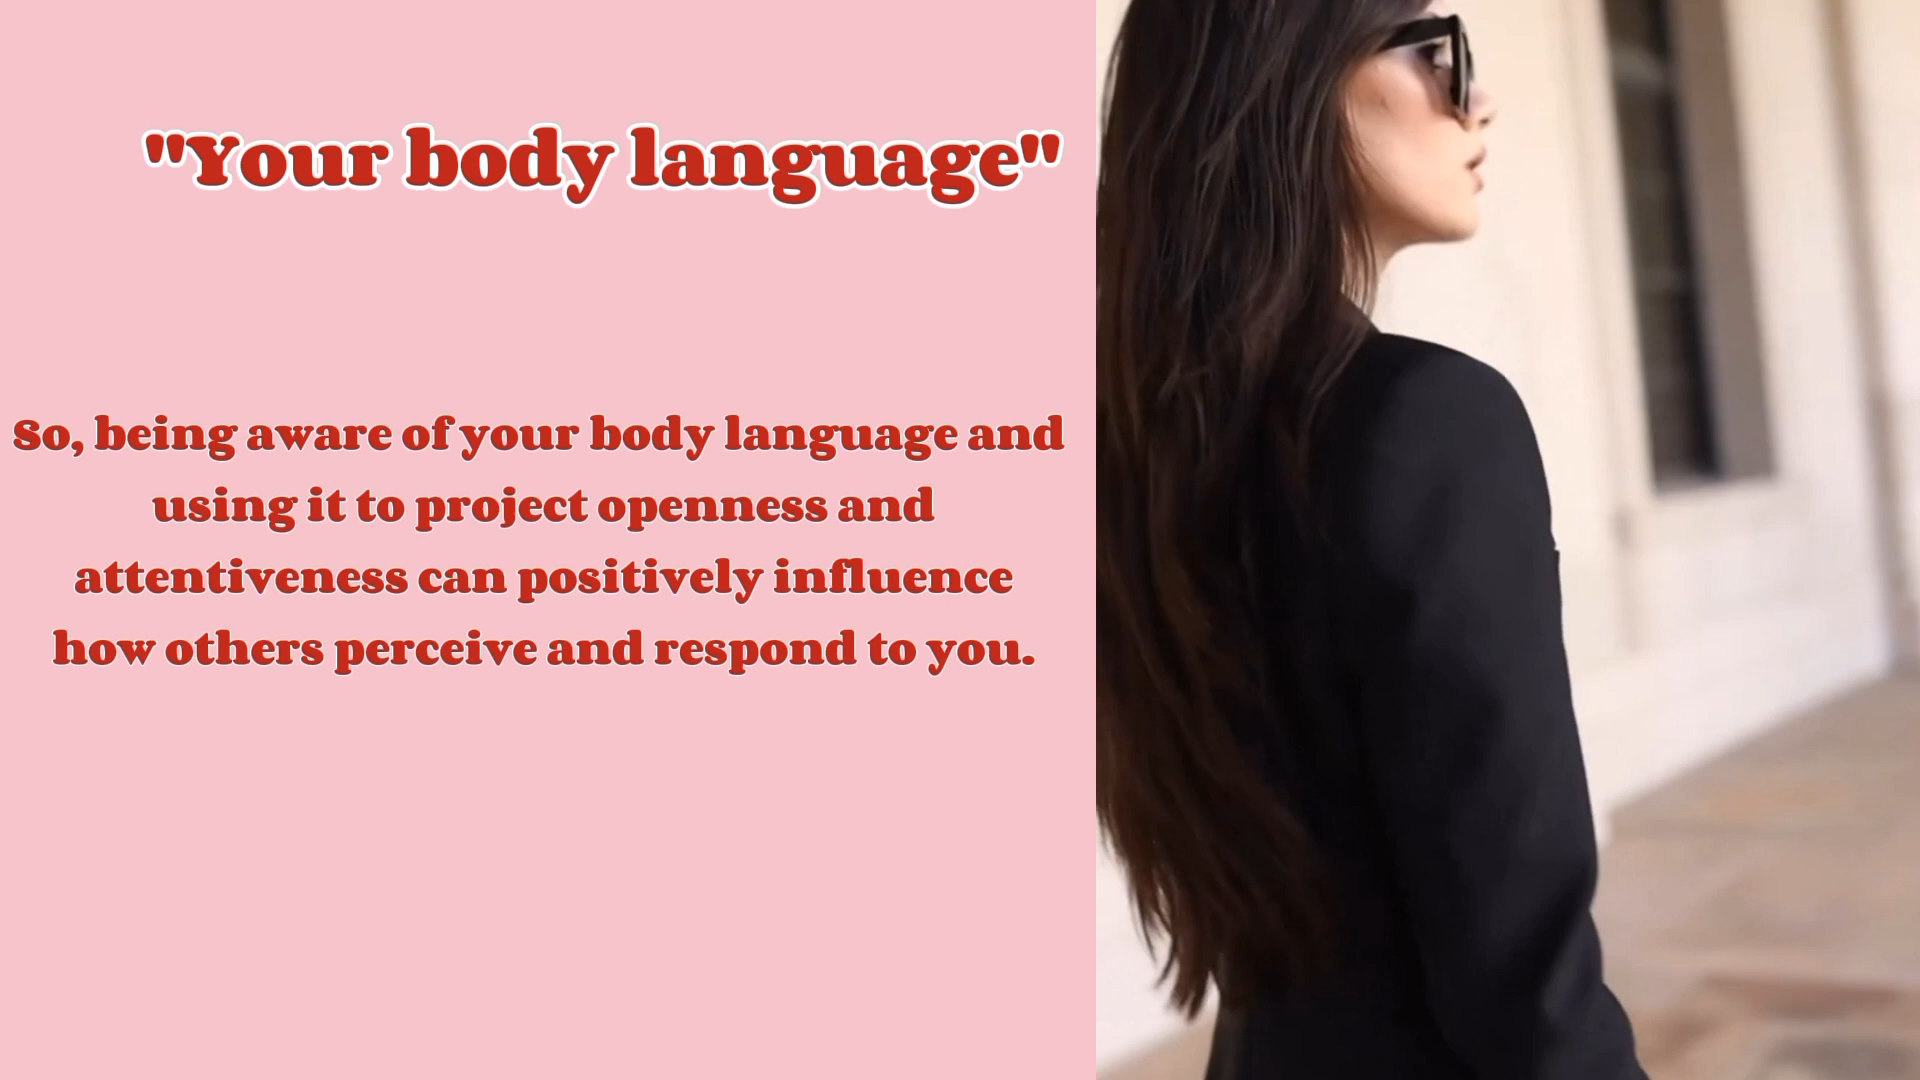 "Your body language"
So, being aware of your body language and
using it to project openness and
attentiveness can positively influence
how others perceive and respond to you.